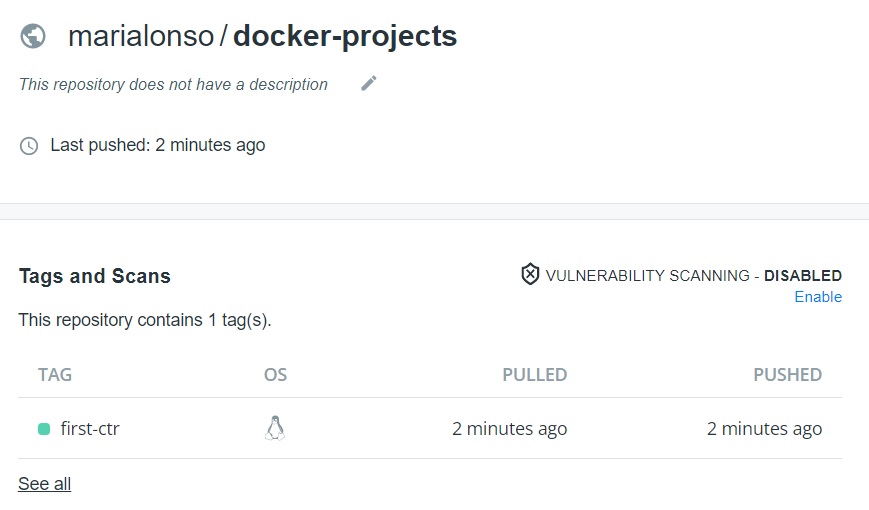 marialonso / docker-projects
This repository does not have a description
Last pushed: 2 minutes ago
Tags and Scans
VULNERABILITY SCANNING - DISABLED
Enable
This repository contains 1 tag(s).
TAG OS PULLED PUSHED
first-ctr 2 minutes ago 2 minutes ago
See all